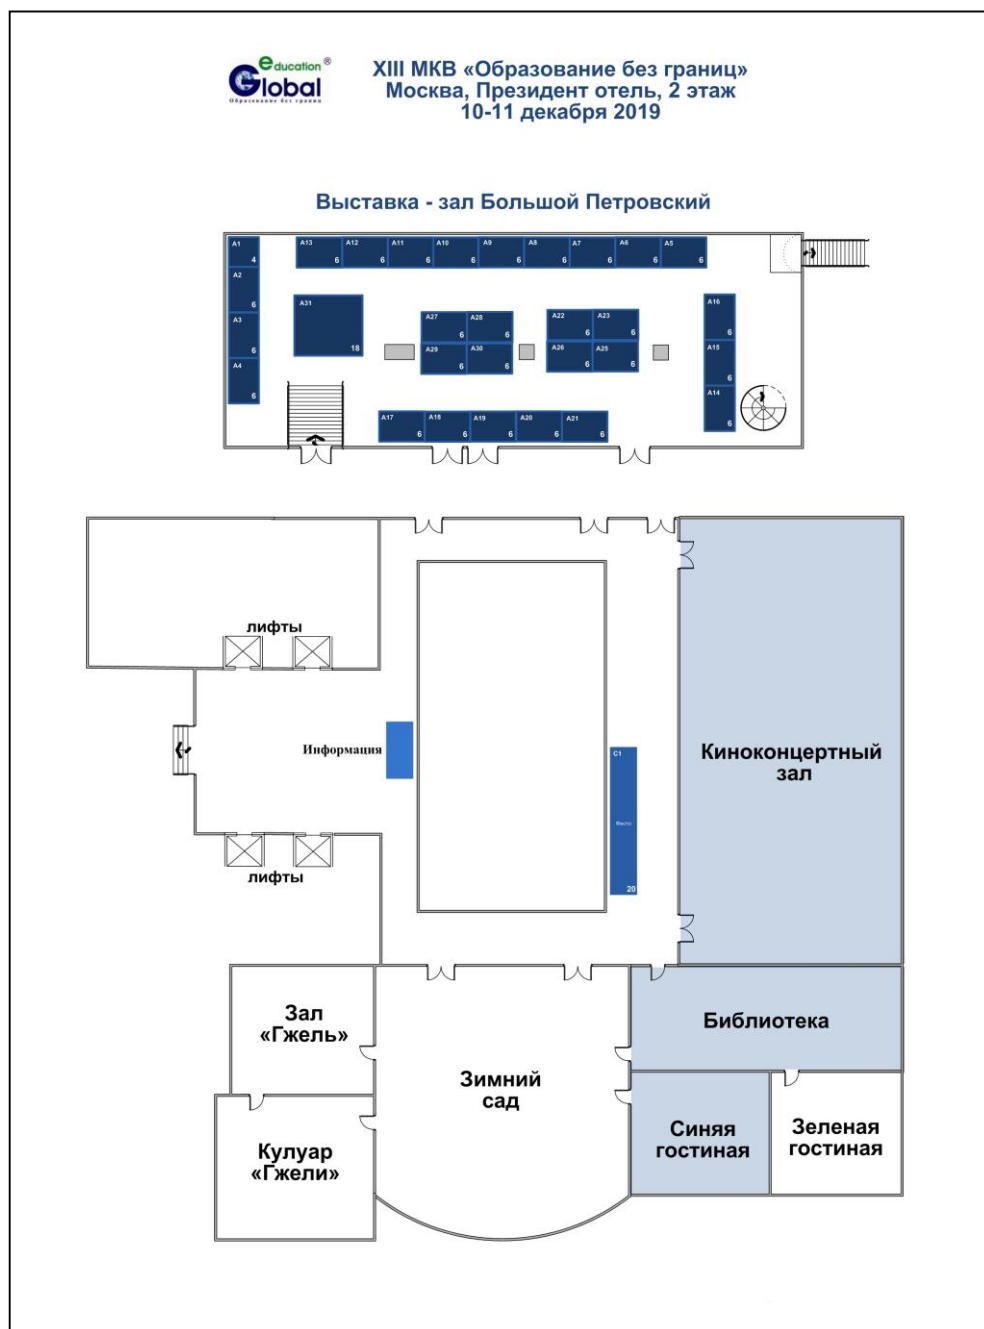 education ®
Global
Образование без границ
XIII МКВ «Образование без границ»
Москва, Президент отель, 2 этаж
10-11 декабря 2019
Выставка - зал Большой Петровский
A1 4
A2 6
A3 6
A4 6
A13 6
A12 6
A11 6
A10 6
A9 6
A8 6
A7 6
A6 6
A5 6
A31 18
A27 6
A28 6
A29 6
A30 6
A22 6
A23 6
A26 6
A25 6
A16 6
A15 6
A14 6
A17 6
A18 6
A19 6
A20 6
A21 6
лифты
Информация
C1
20
Киноконцертный
зал
лифты
Зал
«Гжель»
Кулуар
«Гжели»
Зимний
сад
Библиотека
Синяя
гостиная
Зеленая
гостиная